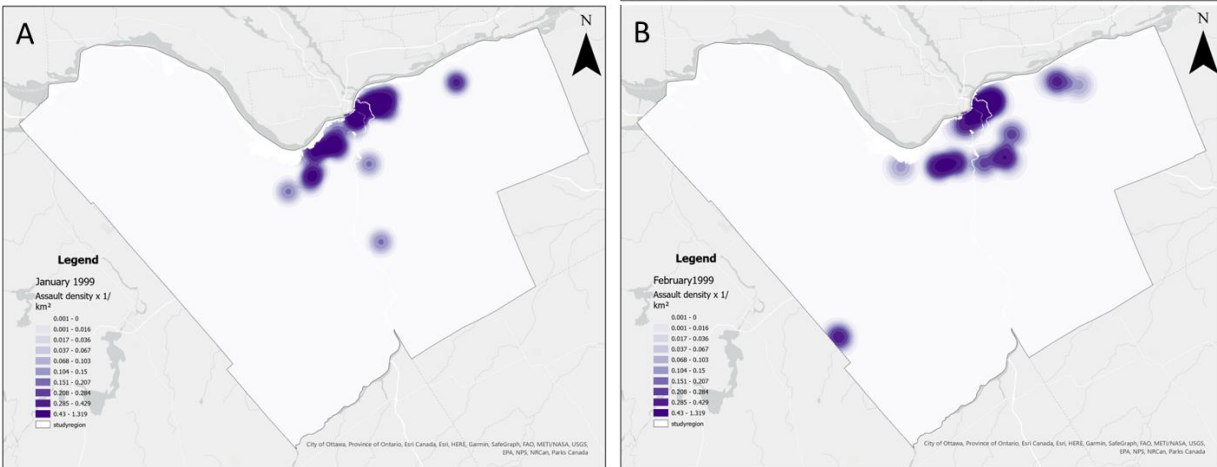 A
N
Legend
January 1999
Assault density x 1/
km²
0.001 - 0
0.001 - 0.016
0.017 - 0.036
0.037 - 0.067
0.068 - 0.103
0.104 - 0.15
0.151 - 0.207
0.208 - 0.284
0.285 - 0.429
0.43 - 1.319
studyregion
City of Ottawa, Province of Ontario, Esri Canada, Esri, HERE, Garmin, SafeGraph, FAO, METI/NASA, USGS,
EPA, NPS, NRCan, Parks Canada
B
N
Legend
February1999
Assault density x 1/
km²
0.001 - 0
0.001 - 0.016
0.017 - 0.036
0.037 - 0.067
0.068 - 0.103
0.104 - 0.15
0.151 - 0.207
0.208 - 0.284
0.285 - 0.429
0.43 - 1.319
studyregion
City of Ottawa, Province of Ontario, Esri Canada, Esri, HERE, Garmin, SafeGraph, FAO, METI/NASA, USGS,
EPA, NPS, NRCan, Parks Canada